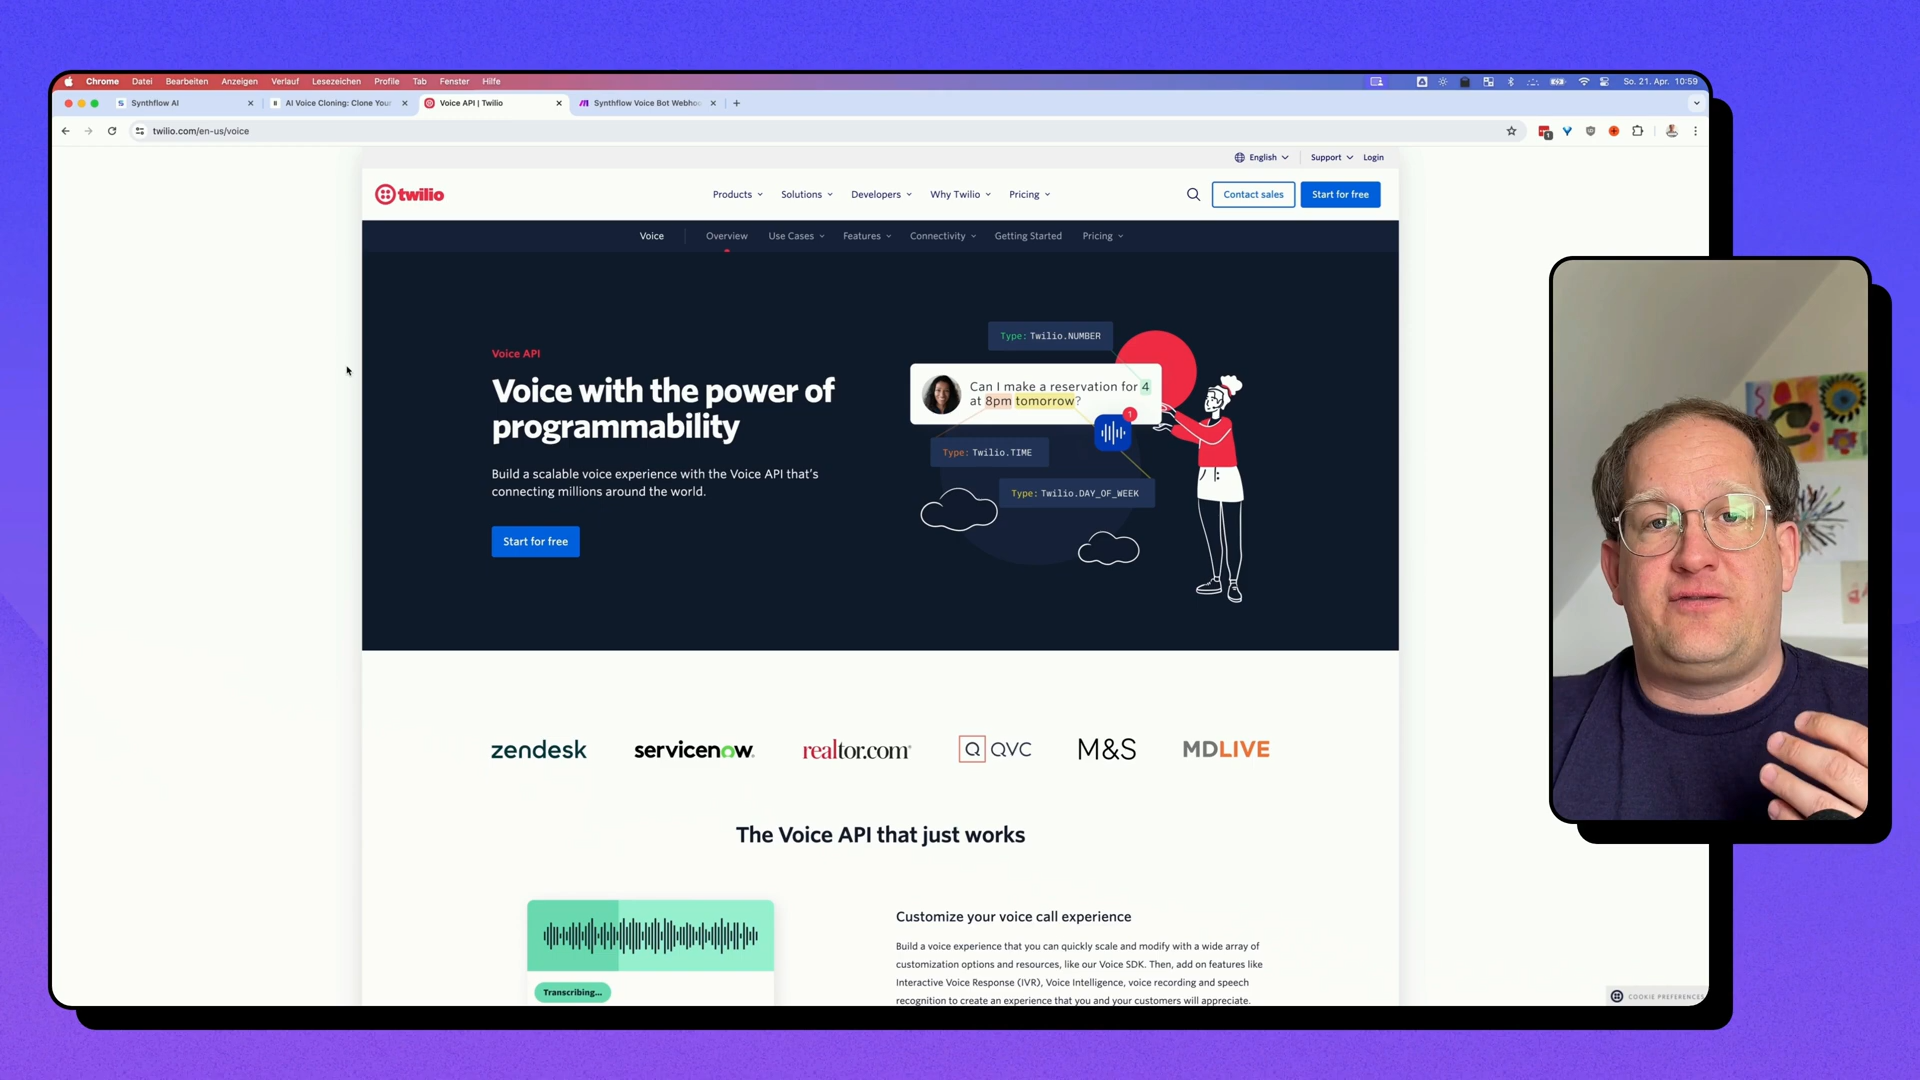 Chrome Datei Bearbeiten Anzeigen Verlauf Lesezeichen Profile Tab Fenster Hilfe
So. 21. Apr. 10:59
Synthflow AI
AI Voice Cloning: Clone Your
Voice API | Twilio
Synthflow Voice Bot Webhoo
twilio.com/en-us/voice
English
Support
Login
twilio
Products
Solutions
Developers
Why Twilio
Pricing
Contact sales
Start for free
Voice
Overview
Use Cases
Features
Connectivity
Getting Started
Pricing
Voice API
Voice with the power of
programmability
Build a scalable voice experience with the Voice API that's
connecting millions around the world.
Start for free
Type: Twilio.NUMBER
Can I make a reservation for 4
at 8pm tomorrow?
1
Type: Twilio.TIME
Type: Twilio.DAY_OF_WEEK
zendesk
servicenow.
realtor.com®
Q QVC
M&S
MDLIVE
The Voice API that just works
Transcribing...
Customize your voice call experience
Build a voice experience that you can quickly scale and modify with a wide array of
customization options and resources, like our Voice SDK. Then, add on features like
Interactive Voice Response (IVR), Voice Intelligence, voice recording and speech
recognition to create an experience that you and your customers will appreciate.
COOKIE PREFERENCES